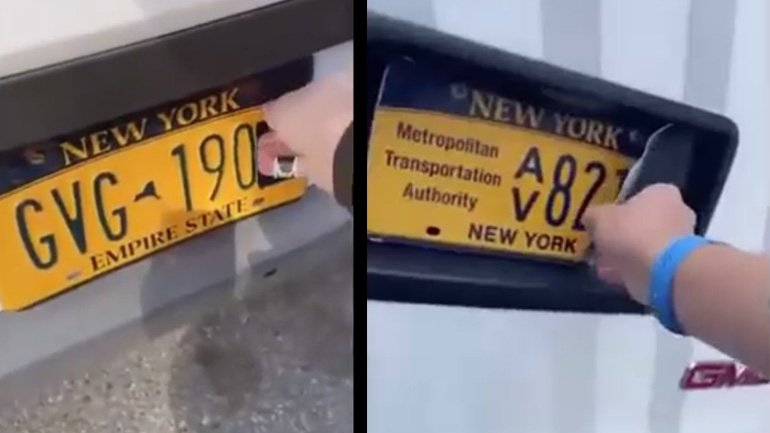 NEW YORK
GVG 190
EMPIRE STATE
NEW YORK
Metropolitan
Transportation
Authority
AV 82
NEW YORK
GMC